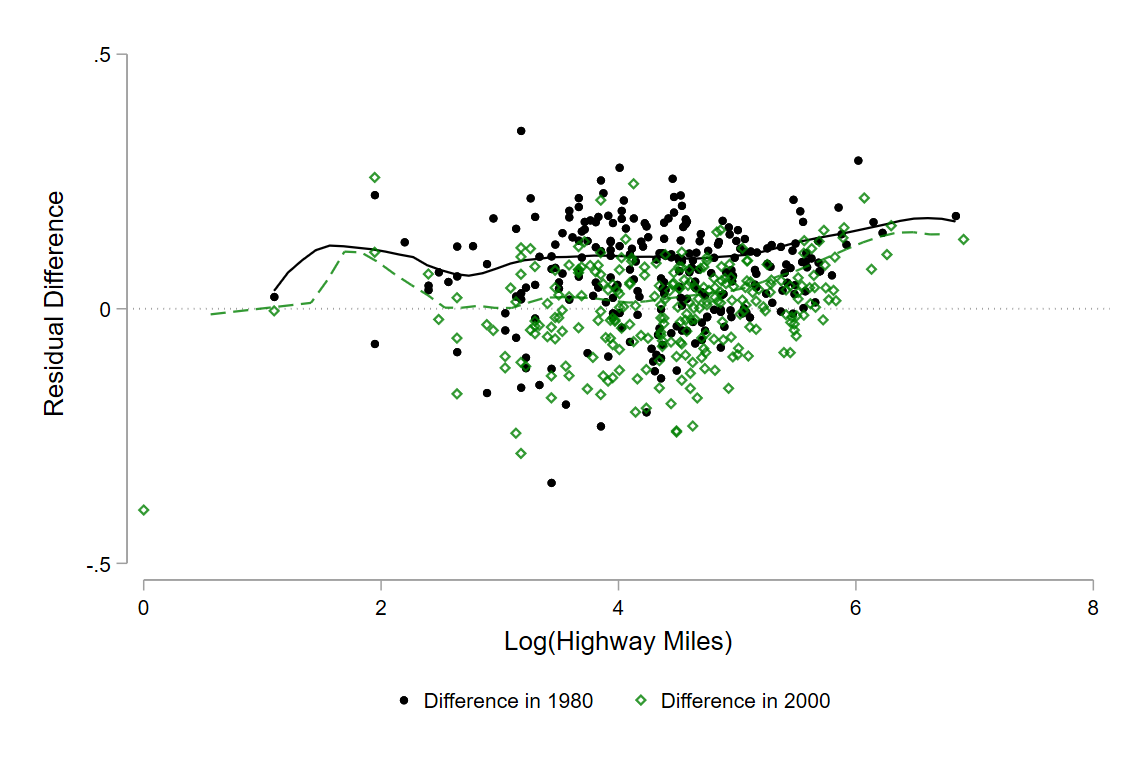 .5
0
-.5
Residual Difference
0 2 4 6 8
Log(Highway Miles)
Difference in 1980 Difference in 2000